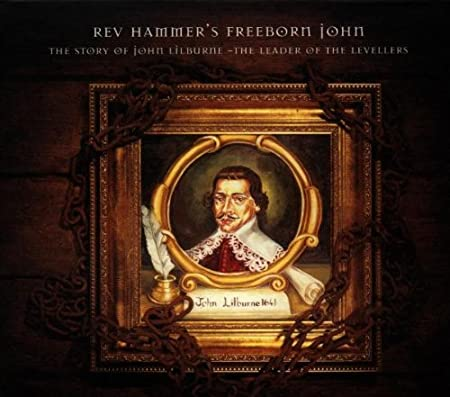 REV HAMMER'S FREEBORN JOHN
THE STORY OF JOHN LILBURNE – THE LEADER OF THE LEVELLERS
John Lilburne 1641